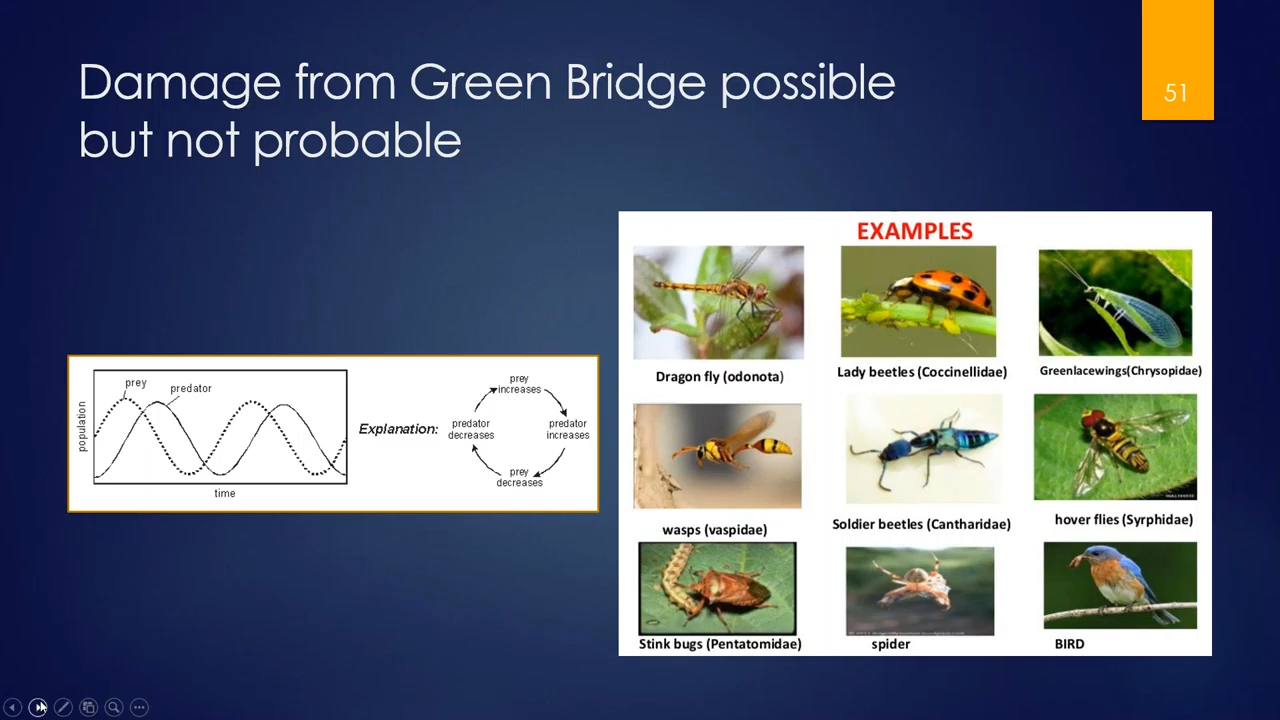 Damage from Green Bridge possible
but not probable
51
prey
predator
population
time
Explanation:
prey
increases
predator
increases
prey
decreases
predator
decreases
EXAMPLES
Dragon fly (odonota)
Lady beetles (Coccinellidae)
Greenlacewings(Chrysopidae)
wasps (vaspidae)
Soldier beetles (Cantharidae)
hover flies (Syrphidae)
Stink bugs (Pentatomidae)
spider
BIRD